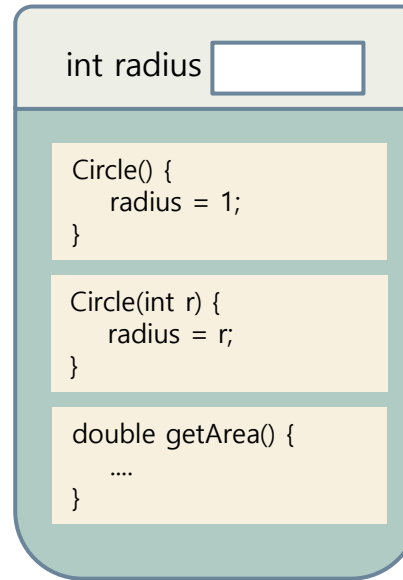 int radius
Circle() {
radius = 1;
}
Circle(int r) {
radius = r;
}
double getArea() {
....
}